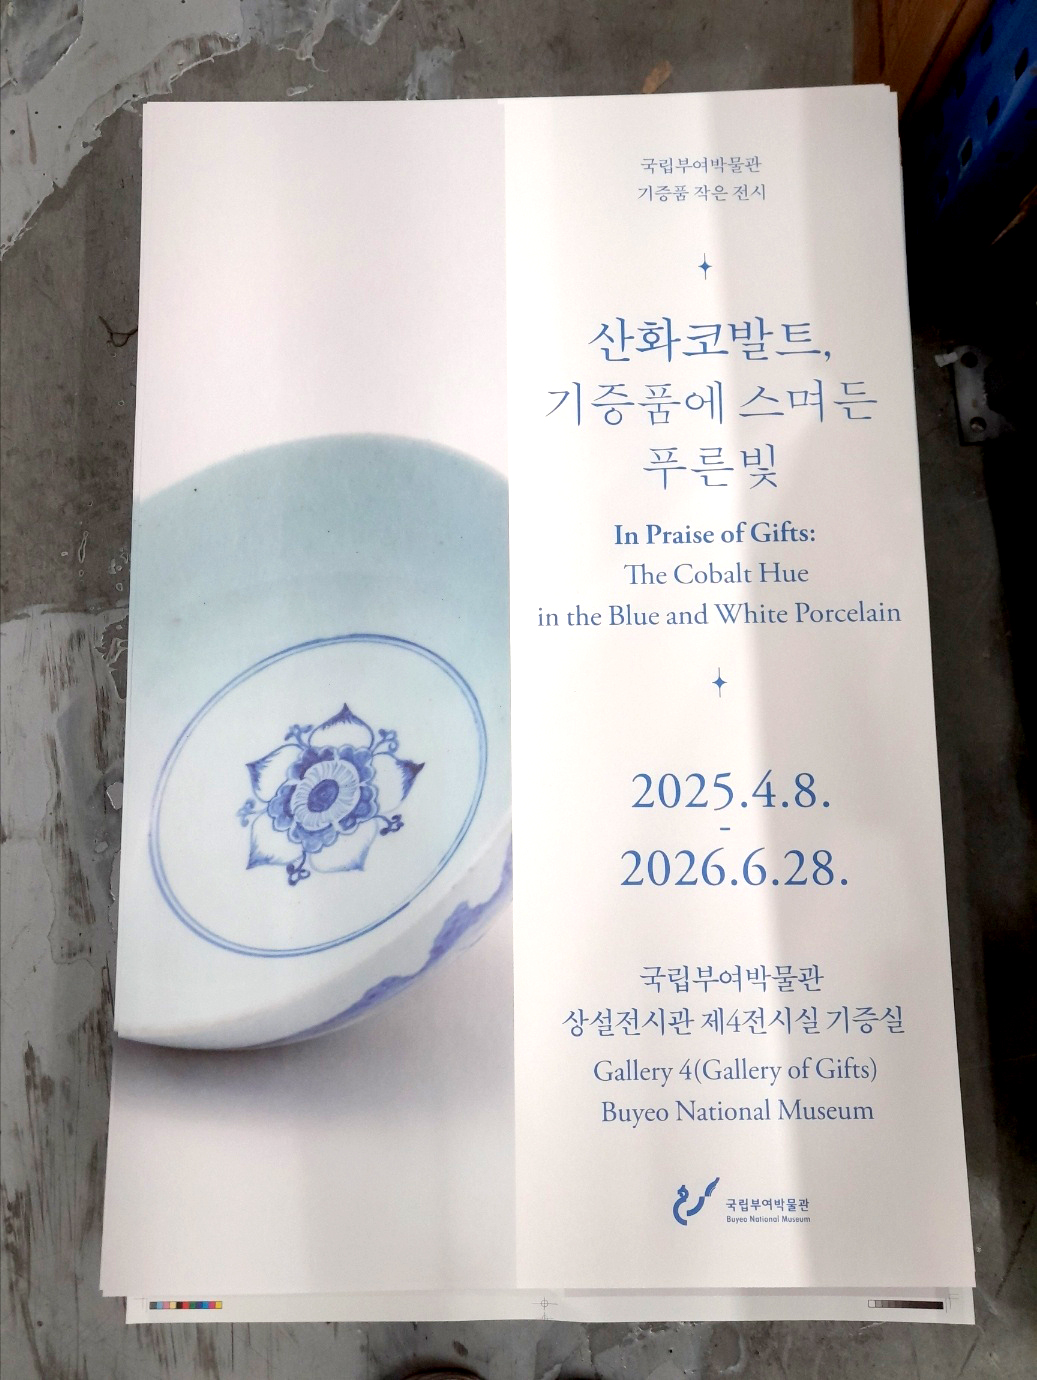 국립부여박물관
기증품 작은 전시
산화코발트,
기증품에 스며든
푸른 빛
In Praise of Gifts:
The Cobalt Hue
in the Blue and White Porcelain
2025.4.8.
-
2026.6.28.
국립부여박물관
상설전시관 제4전시실 기증실
Gallery 4(Gallery of Gifts)
Buyeo National Museum
국립부여박물관
Buyeo National Museum